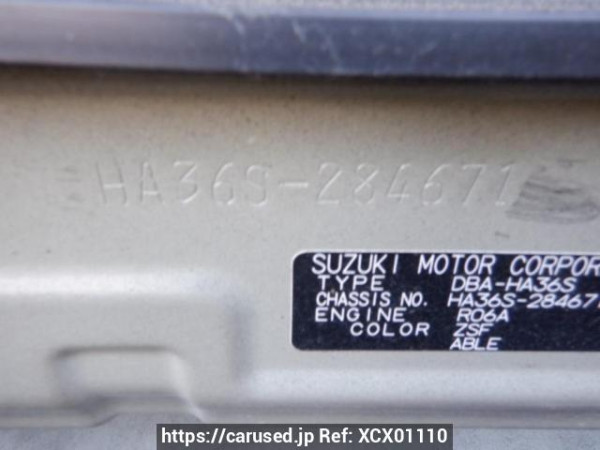 HA36S-284671
SUZUKI MOTOR CORPOR
TYPE DBA-HA36S
CHASSIS NO. HA36S-284671
ENGINE R06A
COLOR ZSF
ABLE
https://carused.jp Ref: XCX01110